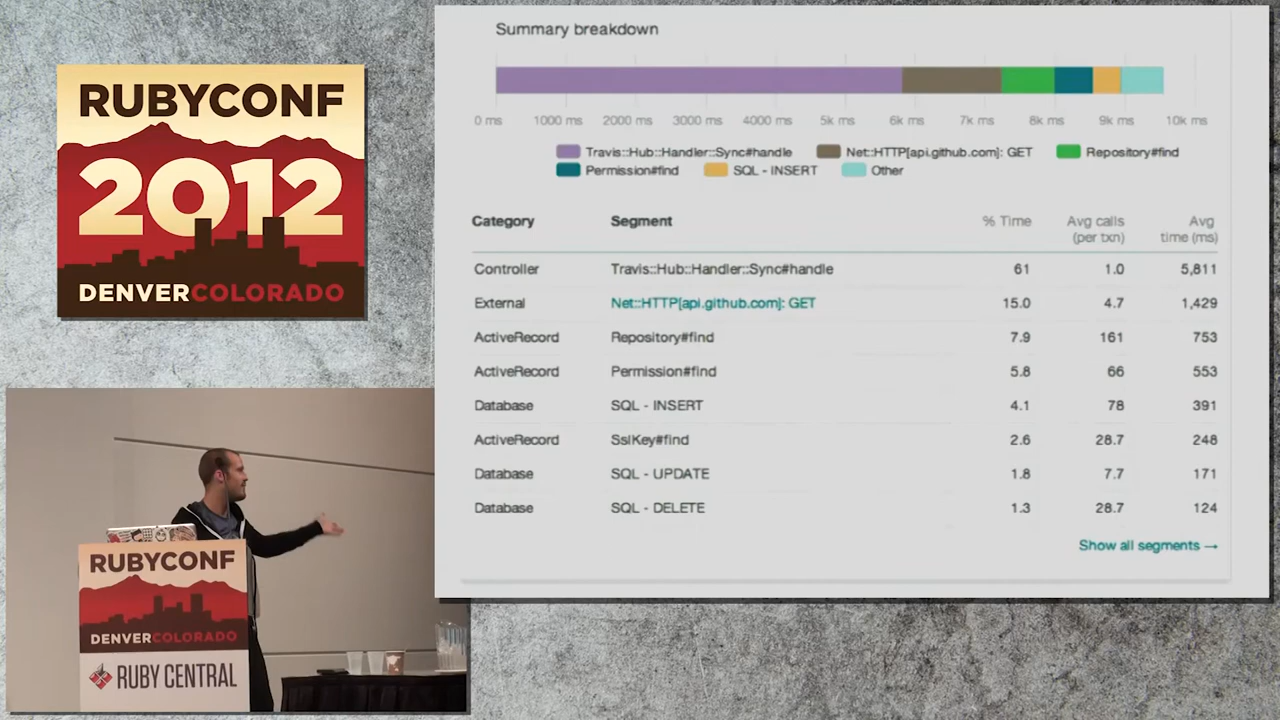 RUBYCONF
2012
DENVERCOLORADO
Summary breakdown
0 ms 1000 ms 2000 ms 3000 ms 4000 ms 5k ms 6k ms 7k ms 8k ms 9k ms 10k ms
Travis::Hub::Handler::Sync#handle Net::HTTP[api.github.com]: GET Repository#find
Permission#find SQL - INSERT Other
Category Segment % Time Avg calls (per txn) Avg time (ms)
Controller Travis::Hub::Handler::Sync#handle 61 1.0 5,811
External Net::HTTP[api.github.com]: GET 15.0 4.7 1,429
ActiveRecord Repository#find 7.9 161 753
ActiveRecord Permission#find 5.8 66 553
Database SQL - INSERT 4.1 78 391
ActiveRecord SslKey#find 2.6 28.7 248
Database SQL - UPDATE 1.8 7.7 171
Database SQL - DELETE 1.3 28.7 124
Show all segments →
RUBYCONF
DENVERCOLORADO
RUBY CENTRAL